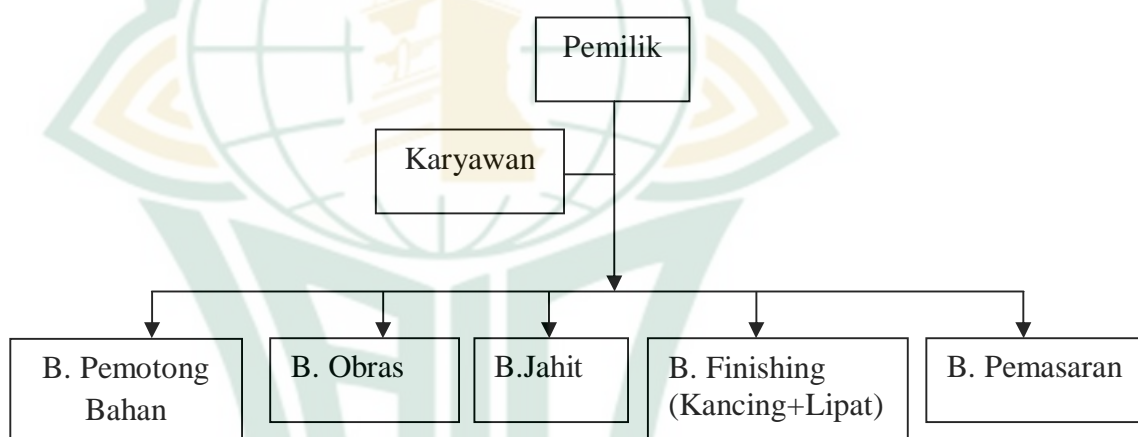 Pemilik
Karyawan
B. Pemotong
Bahan
B. Obras
B.Jahit
B. Finishing
(Kancing+Lipat)
B. Pemasaran